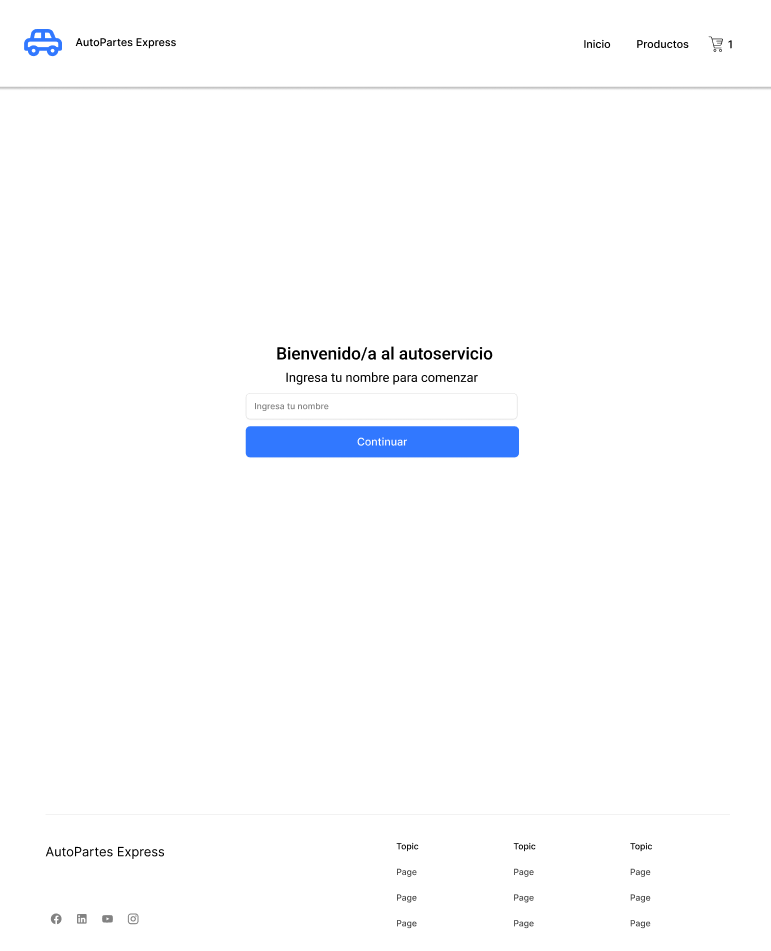 AutoPartes Express
Inicio Productos 1
Bienvenido/a al autoservicio
Ingresa tu nombre para comenzar
Ingresa tu nombre
Continuar
AutoPartes Express
Topic Topic Topic
Page Page Page
Page Page Page
Page Page Page